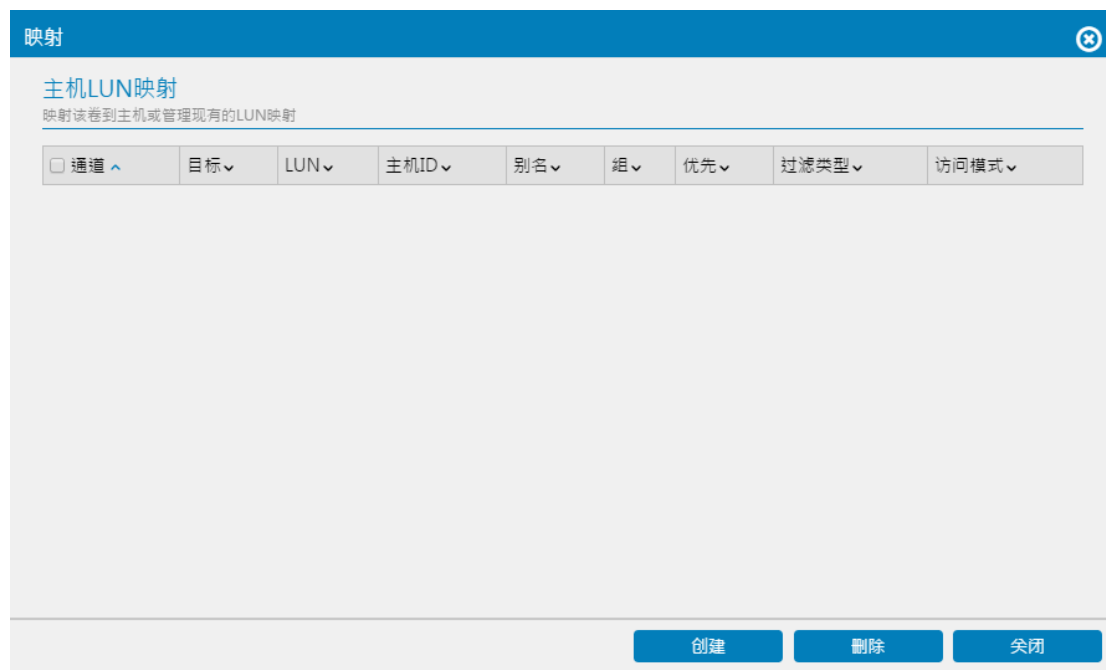 映射
主机LUN映射
映射该卷到主机或管理现有的LUN映射
通道 目标 LUN 主机ID 别名 组 优先 过滤类型 访问模式
创建 删除 关闭